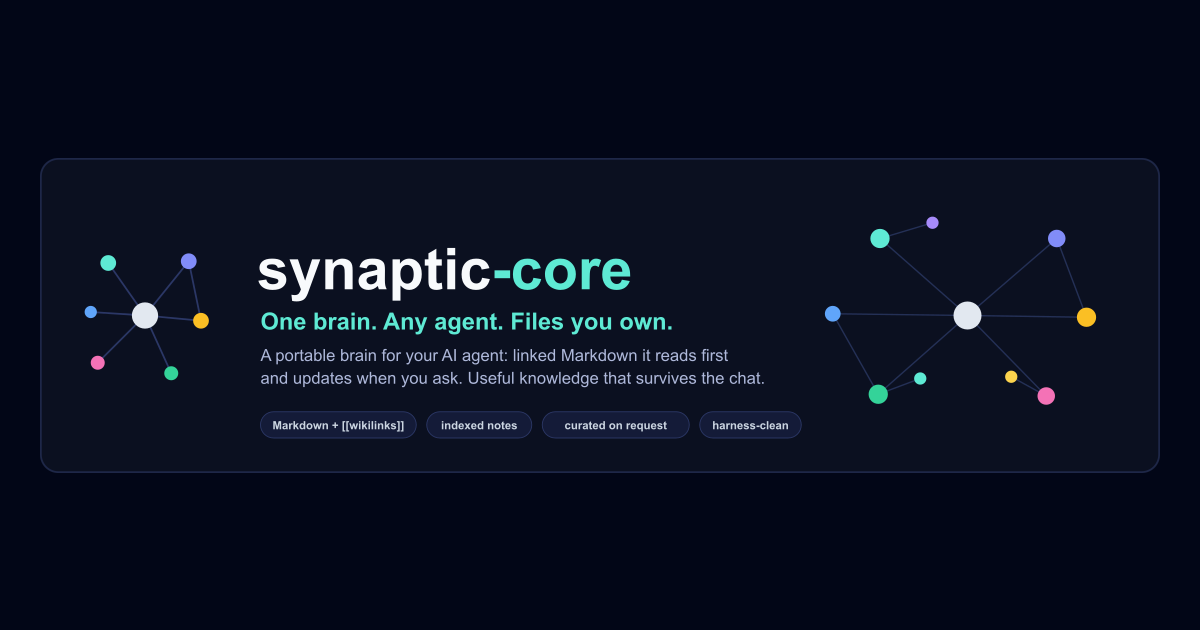 synaptic-core
One brain. Any agent. Files you own.
A portable brain for your AI agent: linked Markdown it reads first
and updates when you ask. Useful knowledge that survives the chat.
Markdown + [[wikilinks]] indexed notes curated on request harness-clean